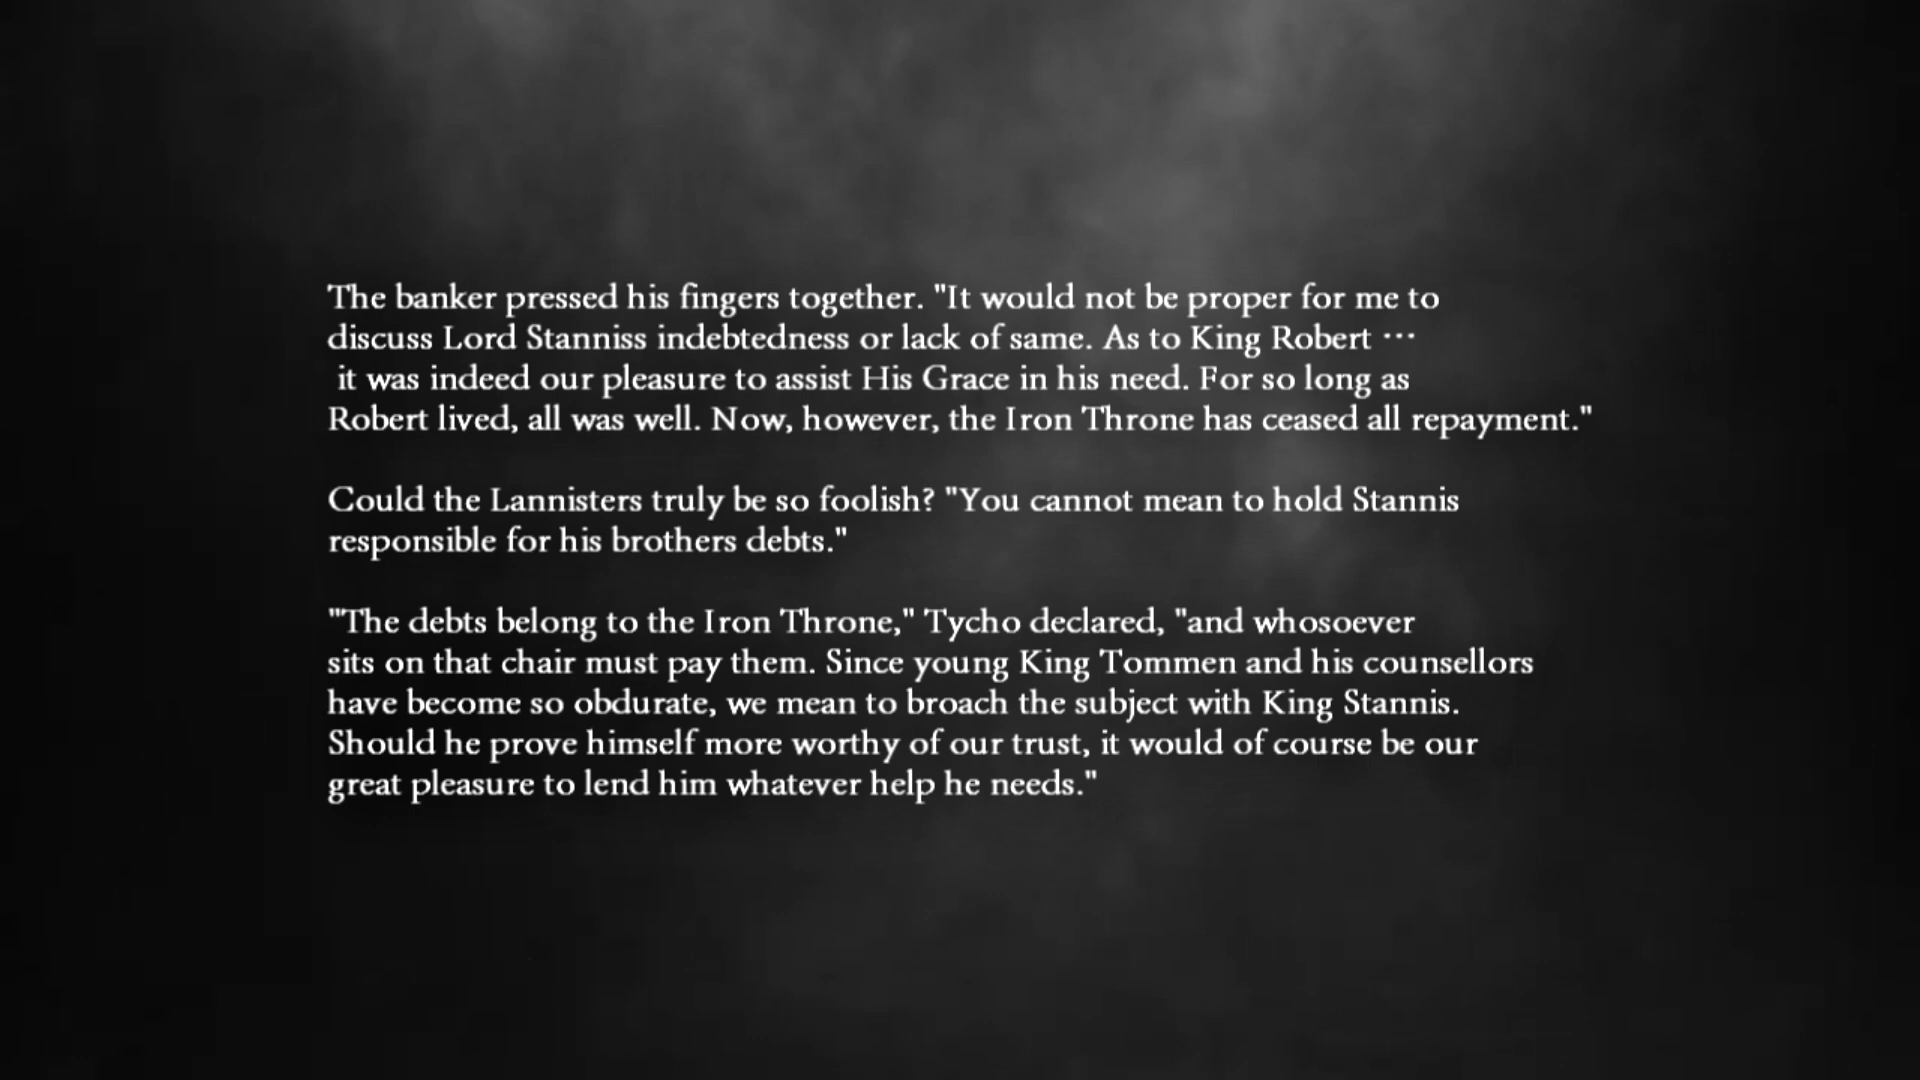 The banker pressed his fingers together. "It would not be proper for me to
discuss Lord Stanniss indebtedness or lack of same. As to King Robert ···
it was indeed our pleasure to assist His Grace in his need. For so long as
Robert lived, all was well. Now, however, the Iron Throne has ceased all repayment."
Could the Lannisters truly be so foolish? "You cannot mean to hold Stannis
responsible for his brothers debts."
"The debts belong to the Iron Throne," Tycho declared, "and whosoever
sits on that chair must pay them. Since young King Tommen and his counsellors
have become so obdurate, we mean to broach the subject with King Stannis.
Should he prove himself more worthy of our trust, it would of course be our
great pleasure to lend him whatever help he needs."